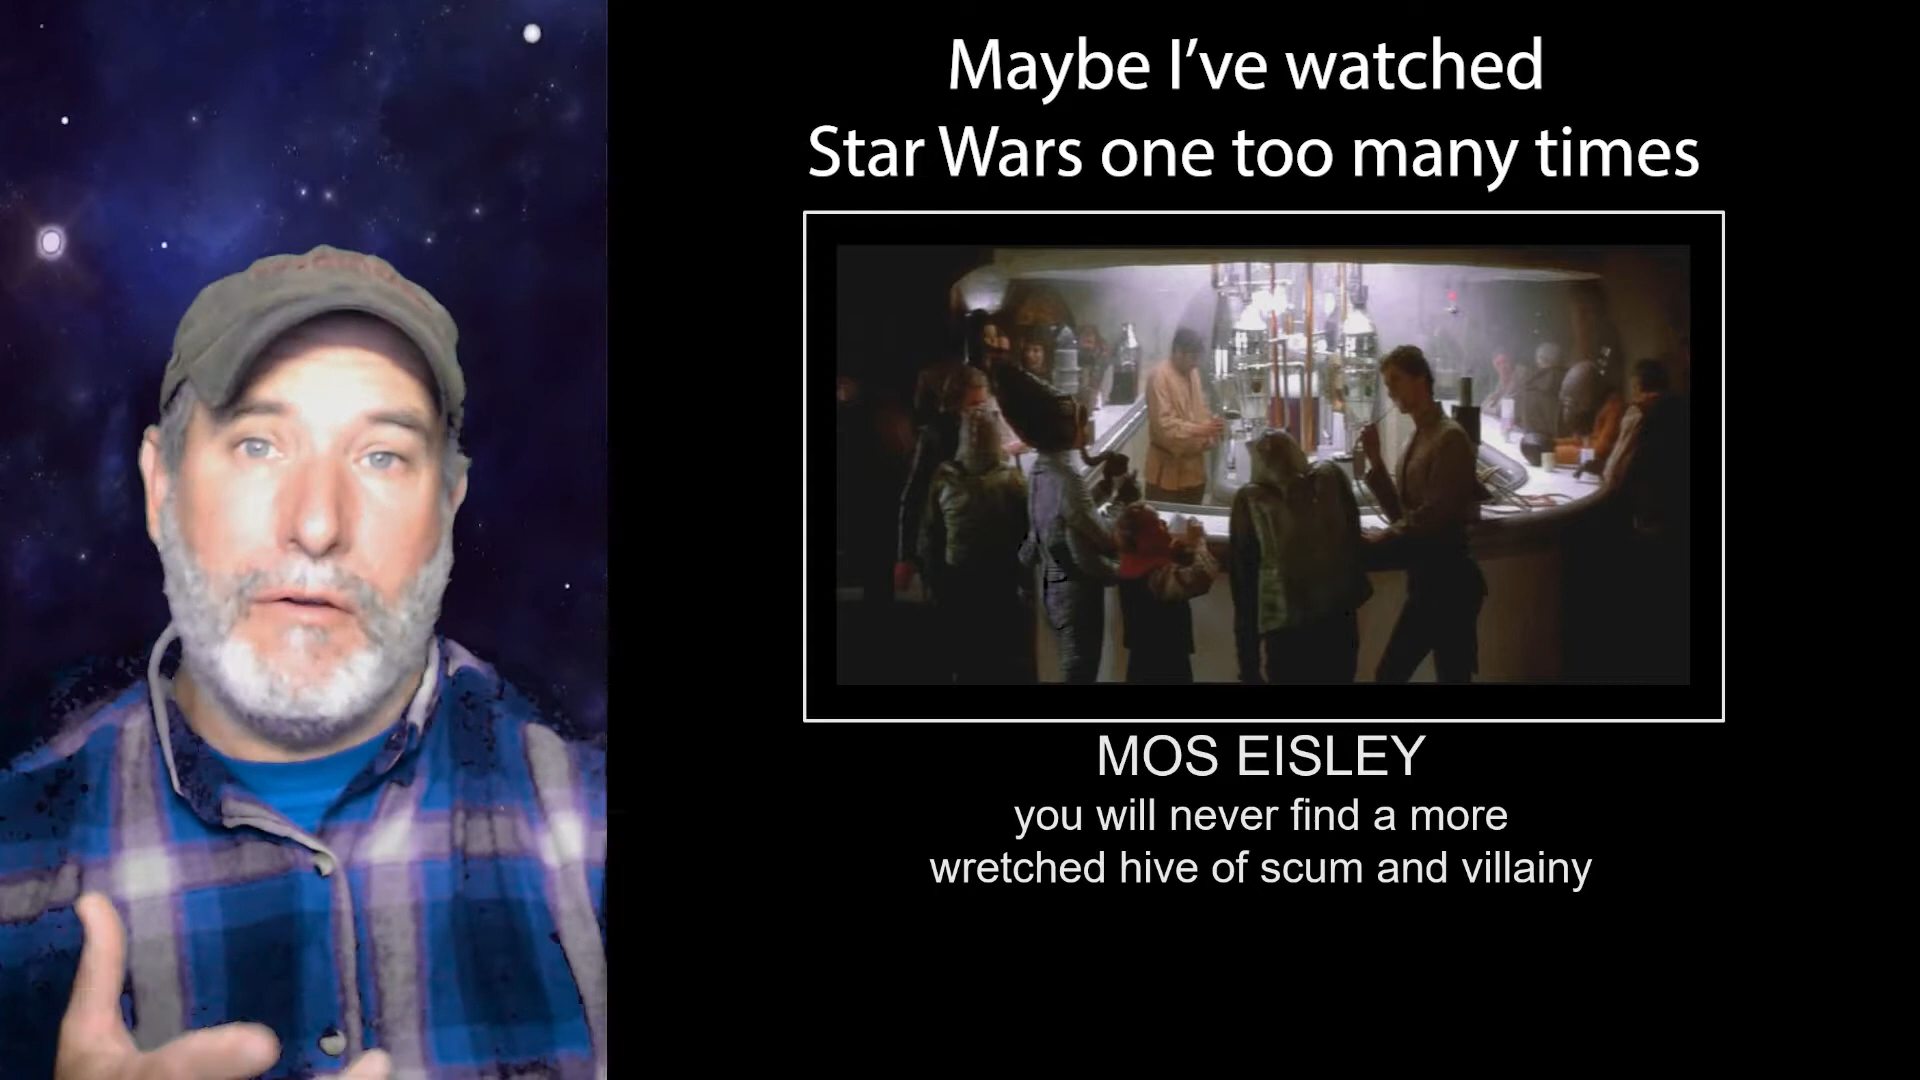 Maybe I’ve watched
Star Wars one too many times
MOS EISLEY
you will never find a more
wretched hive of scum and villainy